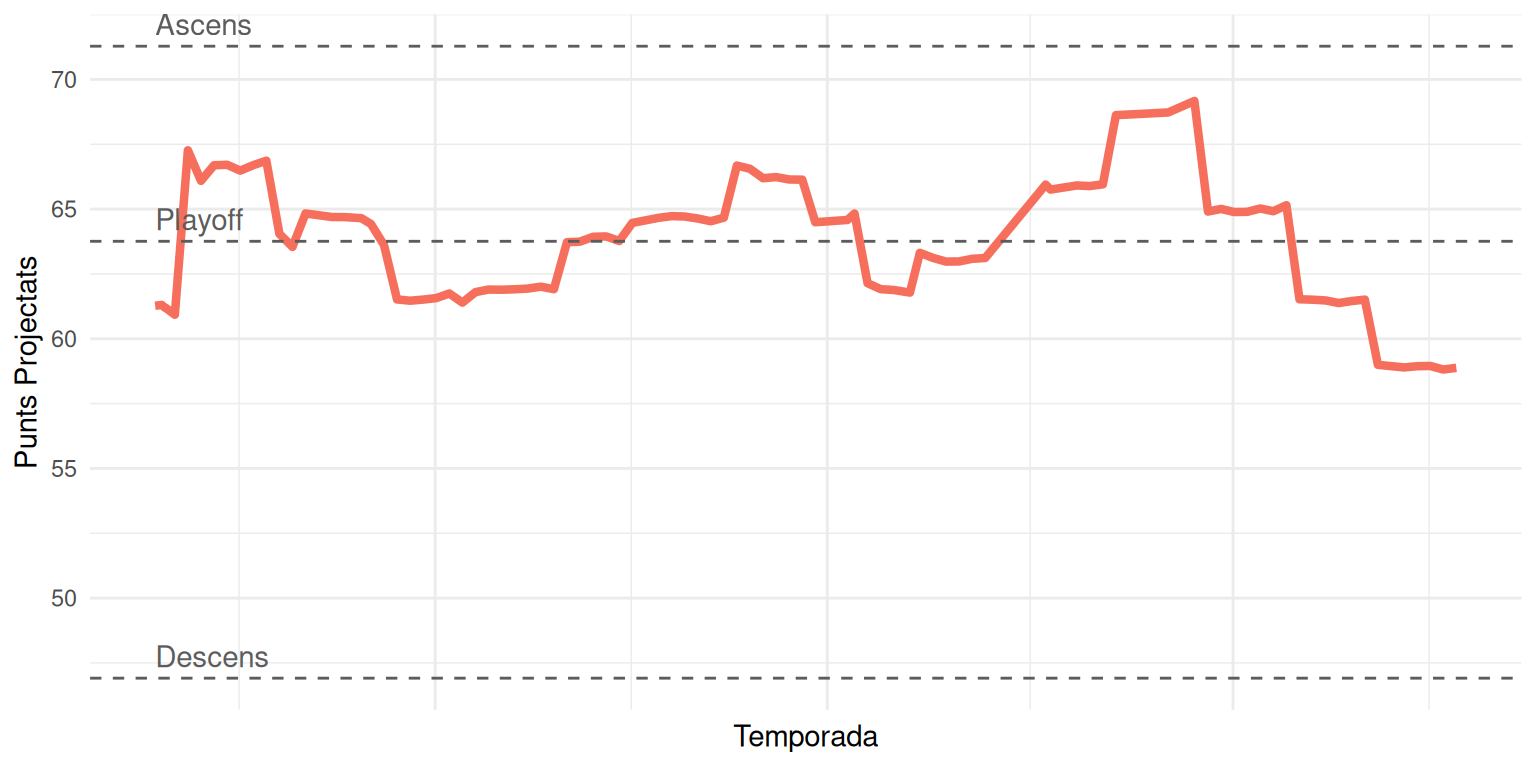 Ascens
70
65
Playoff
60
55
50
Descens
Punts Projectats
Temporada